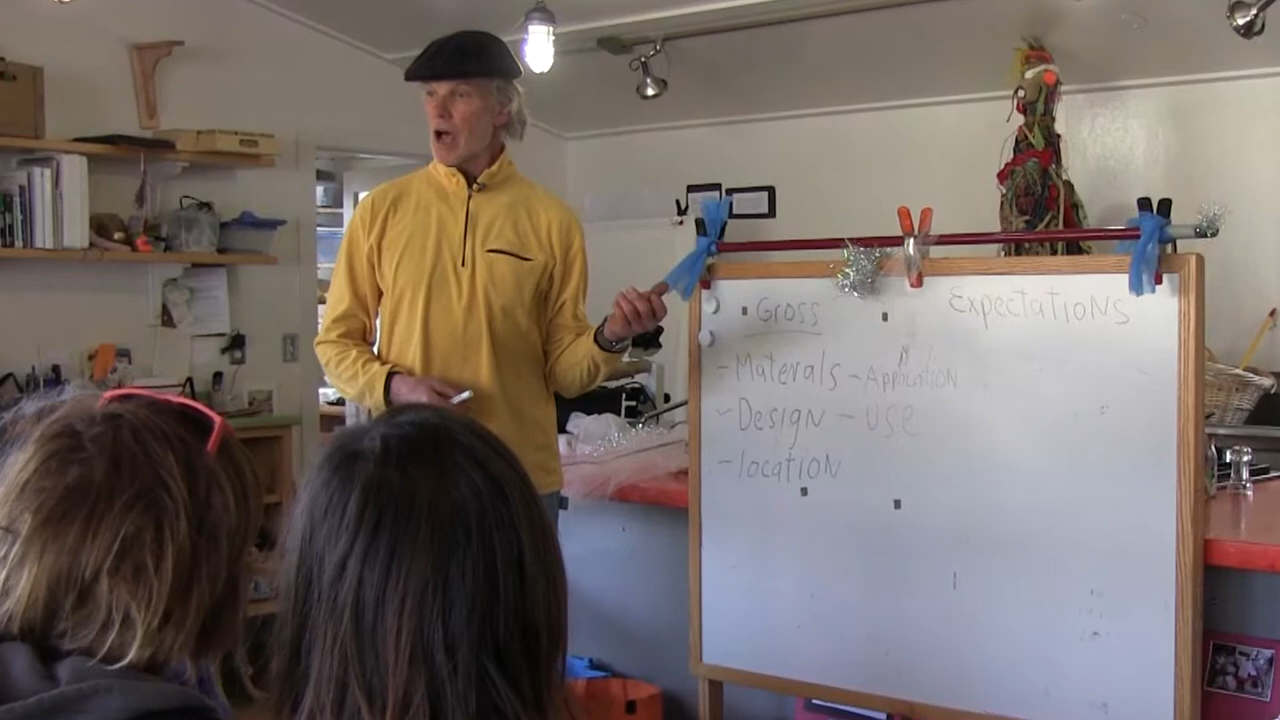 Gross Expectations
- Materals - Application
~ Design - USE
- location